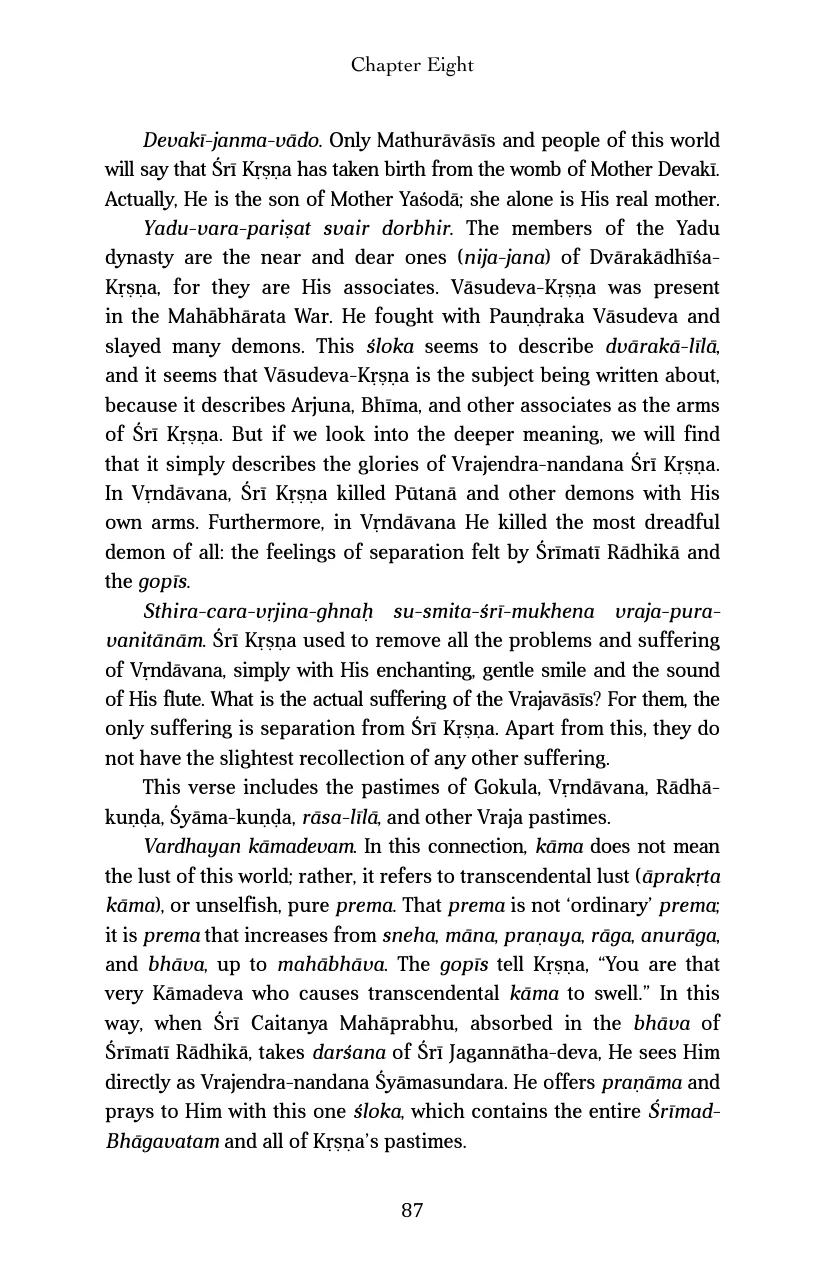 Chapter Eight
Devakī-janma-vādo. Only Mathurāvāsīs and people of this world
will say that Śrī Kṛṣṇa has taken birth from the womb of Mother Devakī.
Actually, He is the son of Mother Yaśodā; she alone is His real mother.
Yadu-vara-pariṣat svair dorbhir. The members of the Yadu
dynasty are the near and dear ones (nija-jana) of Dvārakādhīśa-
Kṛṣṇa, for they are His associates. Vāsudeva-Kṛṣṇa was present
in the Mahābhārata War. He fought with Pauṇḍraka Vāsudeva and
slayed many demons. This śloka seems to describe dvārakā-līlā,
and it seems that Vāsudeva-Kṛṣṇa is the subject being written about,
because it describes Arjuna, Bhīma, and other associates as the arms
of Śrī Kṛṣṇa. But if we look into the deeper meaning, we will find
that it simply describes the glories of Vrajendra-nandana Śrī Kṛṣṇa.
In Vṛndāvana, Śrī Kṛṣṇa killed Pūtanā and other demons with His
own arms. Furthermore, in Vṛndāvana He killed the most dreadful
demon of all: the feelings of separation felt by Śrīmatī Rādhikā and
the gopīs.
Sthira-cara-vṛjina-ghnaḥ su-smita-śrī-mukhena vraja-pura-
vanitānām. Śrī Kṛṣṇa used to remove all the problems and suffering
of Vṛndāvana, simply with His enchanting, gentle smile and the sound
of His flute. What is the actual suffering of the Vrajavāsīs? For them, the
only suffering is separation from Śrī Kṛṣṇa. Apart from this, they do
not have the slightest recollection of any other suffering.
This verse includes the pastimes of Gokula, Vṛndāvana, Rādhā-
kuṇḍa, Śyāma-kuṇḍa, rāsa-līlā, and other Vraja pastimes.
Vardhayan kāmadevam. In this connection, kāma does not mean
the lust of this world; rather, it refers to transcendental lust (āprakṛta
kāma), or unselfish, pure prema. That prema is not ‘ordinary’ prema;
it is prema that increases from sneha, māna, praṇaya, rāga, anurāga,
and bhāva, up to mahābhāva. The gopīs tell Kṛṣṇa, “You are that
very Kāmadeva who causes transcendental kāma to swell.” In this
way, when Śrī Caitanya Mahāprabhu, absorbed in the bhāva of
Śrīmatī Rādhikā, takes darśana of Śrī Jagannātha-deva, He sees Him
directly as Vrajendra-nandana Śyāmasundara. He offers praṇāma and
prays to Him with this one śloka, which contains the entire Śrīmad-
Bhāgavatam and all of Kṛṣṇa’s pastimes.
87